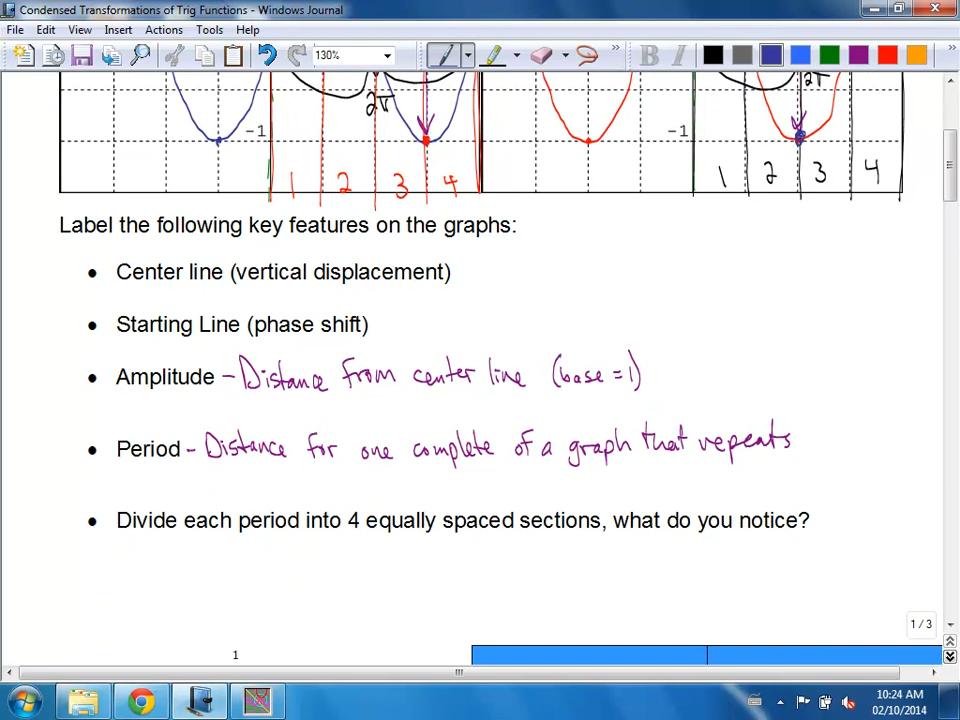 Condensed Transformations of Trig Functions - Windows Journal
File Edit View Insert Actions Tools Help
130%
2π
2π
-1
-1
1 2 3 4
1 2 3 4
Label the following key features on the graphs:
• Center line (vertical displacement)
• Starting Line (phase shift)
• Amplitude - Distance from center line (base = 1)
• Period - Distance for one complete of a graph that repeats
• Divide each period into 4 equally spaced sections, what do you notice?
1 / 3
1
10:24 AM
02/10/2014